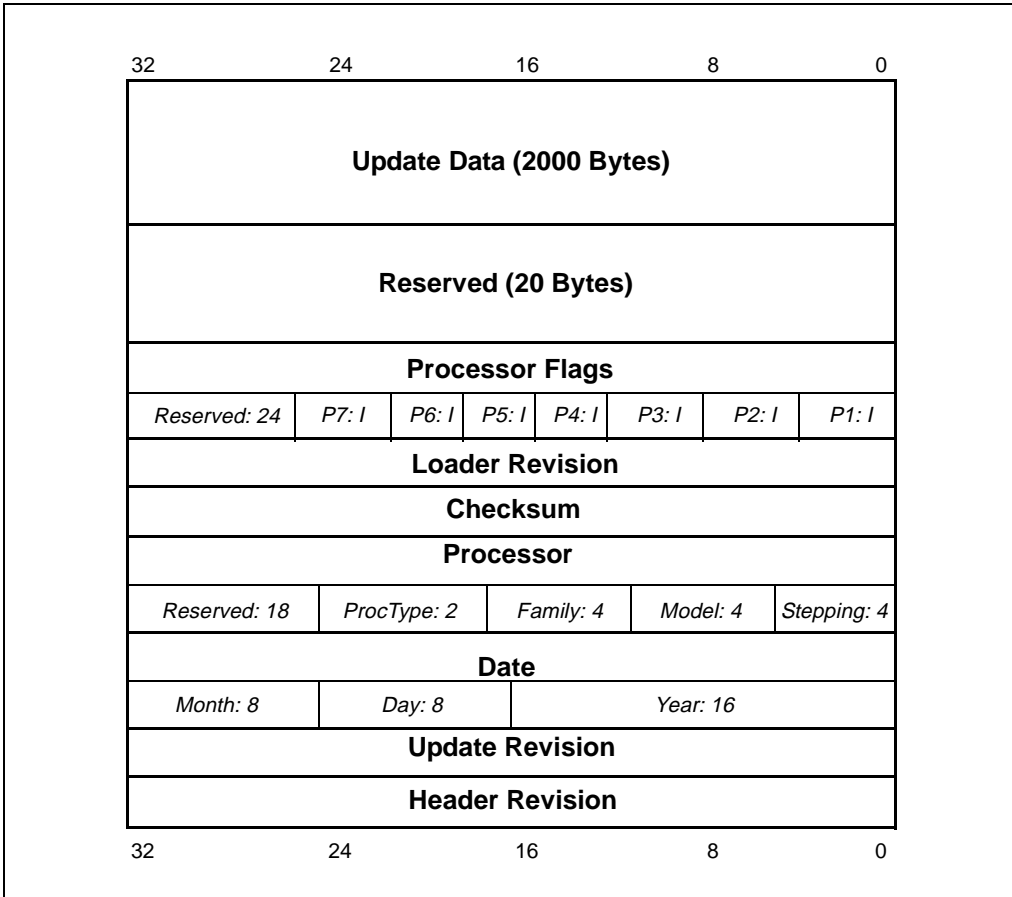 32 24 16 8 0
Update Data (2000 Bytes)
Reserved (20 Bytes)
Processor Flags
Reserved: 24 P7: I P6: I P5: I P4: I P3: I P2: I P1: I
Loader Revision
Checksum
Processor
Reserved: 18 ProcType: 2 Family: 4 Model: 4 Stepping: 4
Date
Month: 8 Day: 8 Year: 16
Update Revision
Header Revision
32 24 16 8 0